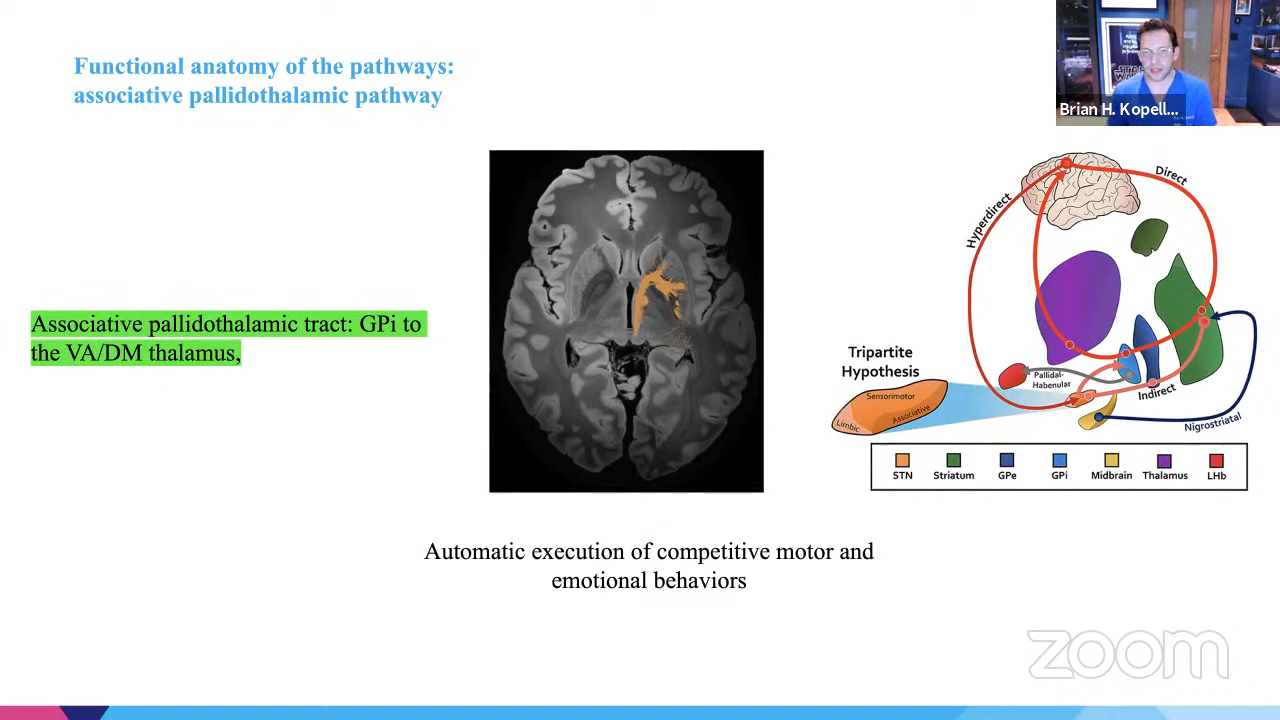 Functional anatomy of the pathways:
associative pallidothalamic pathway
Brian H. Kopell...
Associative pallidothalamic tract: GPi to
the VA/DM thalamus,
Hyperdirect
Direct
Tripartite
Hypothesis
Sensorimotor
Associative
Limbic
Pallidal-
Habenular
Indirect
Nigrostriatal
STN Striatum GPe GPi Midbrain Thalamus LHb
Automatic execution of competitive motor and
emotional behaviors
zoom